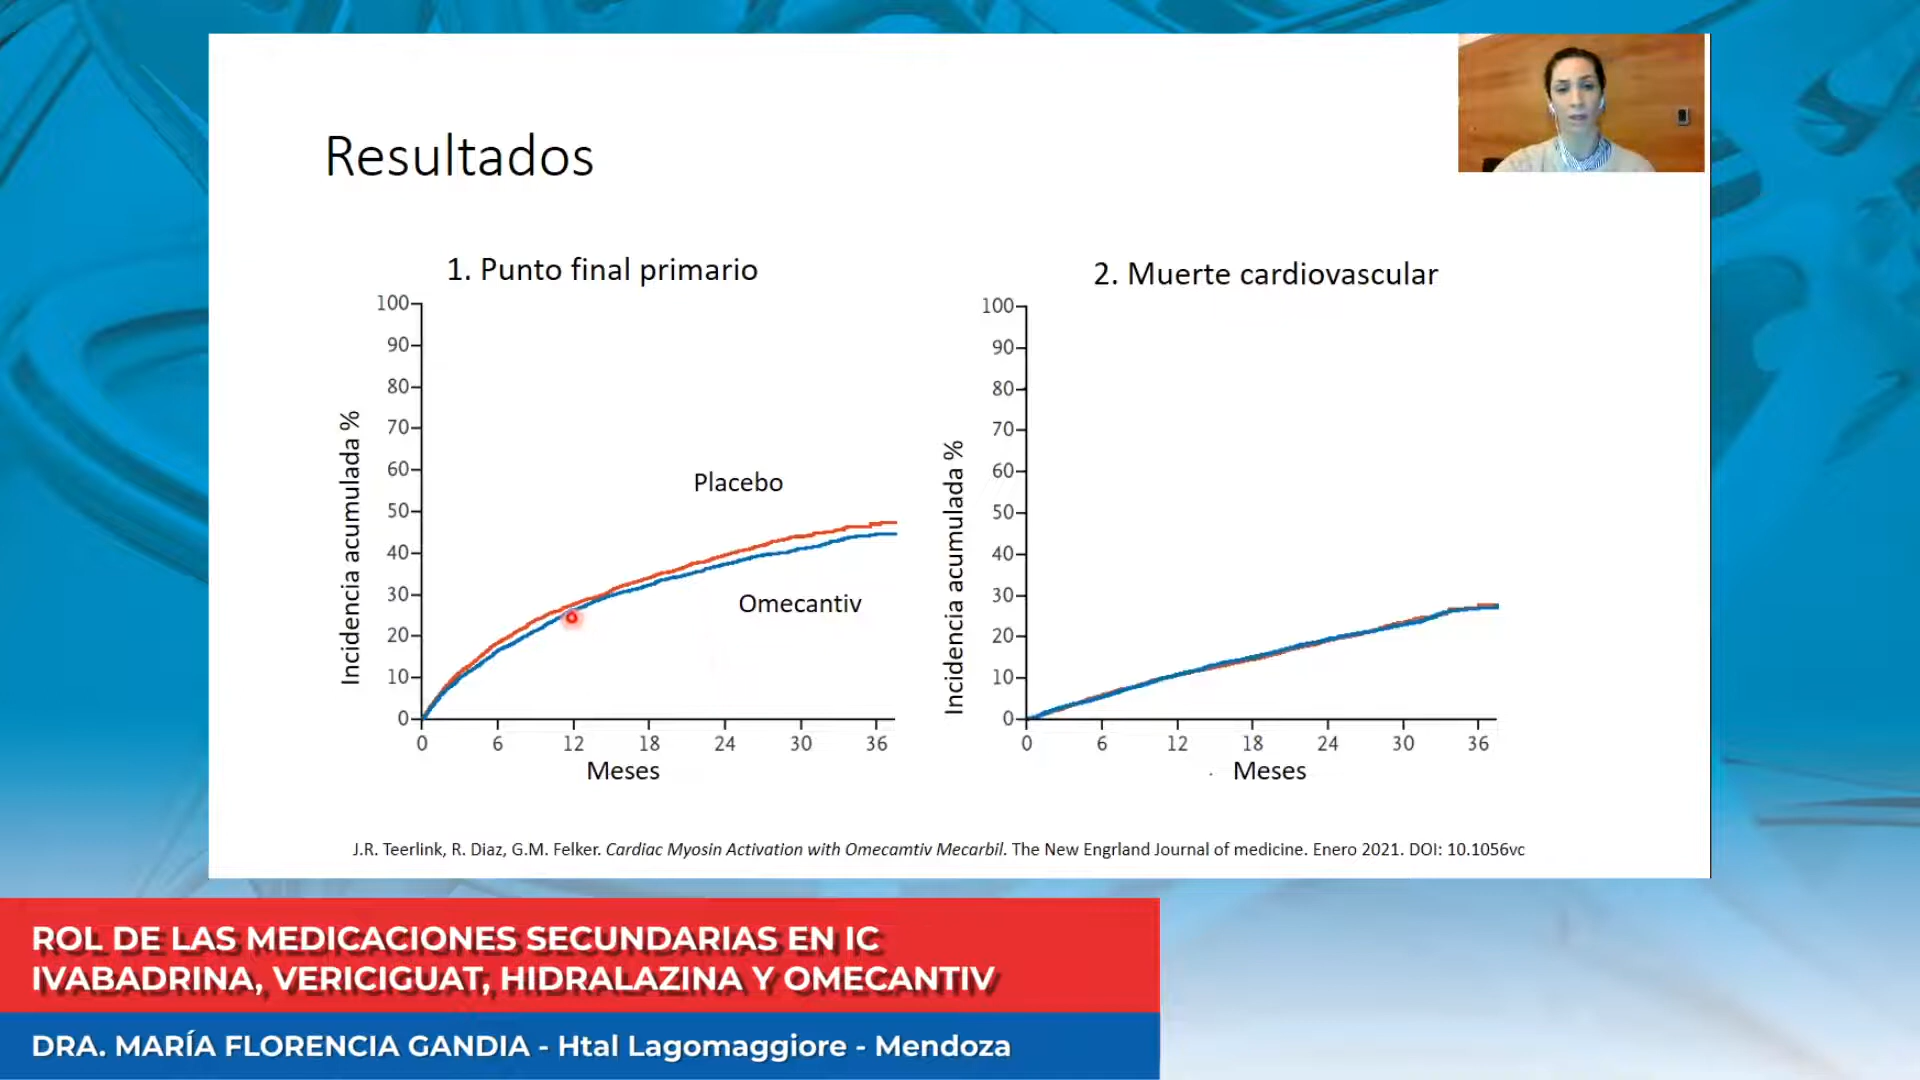 Resultados
1. Punto final primario
100
90
80
70
60
50
40
30
20
10
0
Incidencia acumulada %
Placebo
Omecantiv
0 6 12 18 24 30 36
Meses
2. Muerte cardiovascular
100
90
80
70
60
50
40
30
20
10
0
Incidencia acumulada %
0 6 12 18 24 30 36
Meses
J.R. Teerlink, R. Diaz, G.M. Felker. Cardiac Myosin Activation with Omecamtiv Mecarbil. The New Engrland Journal of medicine. Enero 2021. DOI: 10.1056vc
ROL DE LAS MEDICACIONES SECUNDARIAS EN IC
IVABADRINA, VERICIGUAT, HIDRALAZINA Y OMECANTIV
DRA. MARÍA FLORENCIA GANDIA - Htal Lagomaggiore - Mendoza